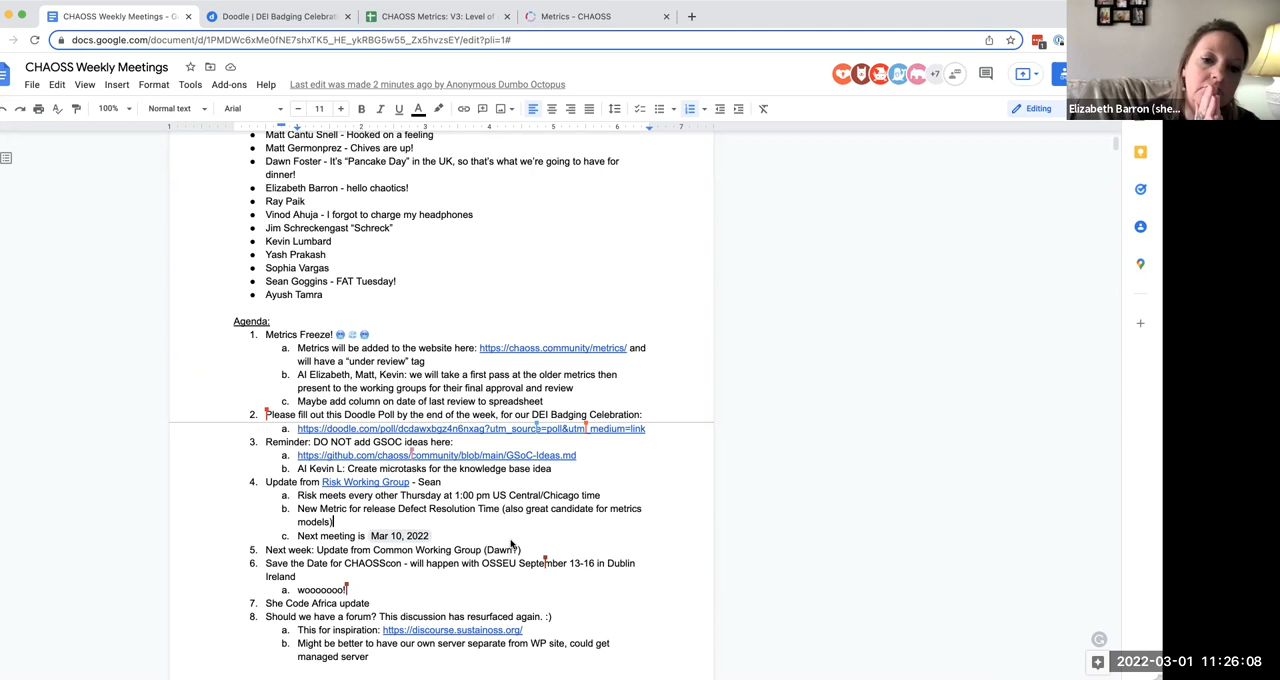 CHAOSS Weekly Meetings - G
Doodle | DEI Badging Celebrat
CHAOSS Metrics: V3: Level of
Metrics - CHAOSS
docs.google.com/document/d/1PMDWc6xMe0fNE7shxTK5_HE_ykRBG5w55_Zx5hvzsEY/edit?pli=1#
CHAOSS Weekly Meetings
File Edit View Insert Format Tools Add-ons Help Last edit was made 2 minutes ago by Anonymous Dumbo Octopus
+7
100% Normal text Arial 11 Editing
1 1 2 3 4 5 6 7
Elizabeth Barron (she...
• Matt Cantu Snell - Hooked on a feeling
• Matt Germonprez - Chives are up!
• Dawn Foster - It's “Pancake Day” in the UK, so that's what we're going to have for
dinner!
• Elizabeth Barron - hello chaotics!
• Ray Paik
• Vinod Ahuja - I forgot to charge my headphones
• Jim Schreckengast “Schreck”
• Kevin Lumbard
• Yash Prakash
• Sophia Vargas
• Sean Goggins - FAT Tuesday!
• Ayush Tamra
Agenda:
1. Metrics Freeze! 🥶 🥶 🥶
a. Metrics will be added to the website here: https://chaoss.community/metrics/ and
will have a “under review” tag
b. AI Elizabeth, Matt, Kevin: we will take a first pass at the older metrics then
present to the working groups for their final approval and review
c. Maybe add column on date of last review to spreadsheet
2. Please fill out this Doodle Poll by the end of the week, for our DEI Badging Celebration:
a. https://doodle.com/poll/dcdawxbgz4n6nxag?utm_source=poll&utm_medium=link
3. Reminder: DO NOT add GSOC ideas here:
a. https://github.com/chaoss/community/blob/main/GSoC-Ideas.md
b. AI Kevin L: Create microtasks for the knowledge base idea
4. Update from Risk Working Group - Sean
a. Risk meets every other Thursday at 1:00 pm US Central/Chicago time
b. New Metric for release Defect Resolution Time (also great candidate for metrics
models)
c. Next meeting is Mar 10, 2022
5. Next week: Update from Common Working Group (Dawn?)
6. Save the Date for CHAOSScon - will happen with OSSEU September 13-16 in Dublin
Ireland
a. wooooooo!
7. She Code Africa update
8. Should we have a forum? This discussion has resurfaced again. :)
a. This for inspiration: https://discourse.sustainoss.org/
b. Might be better to have our own server separate from WP site, could get
managed server
2022-03-01 11:26:08